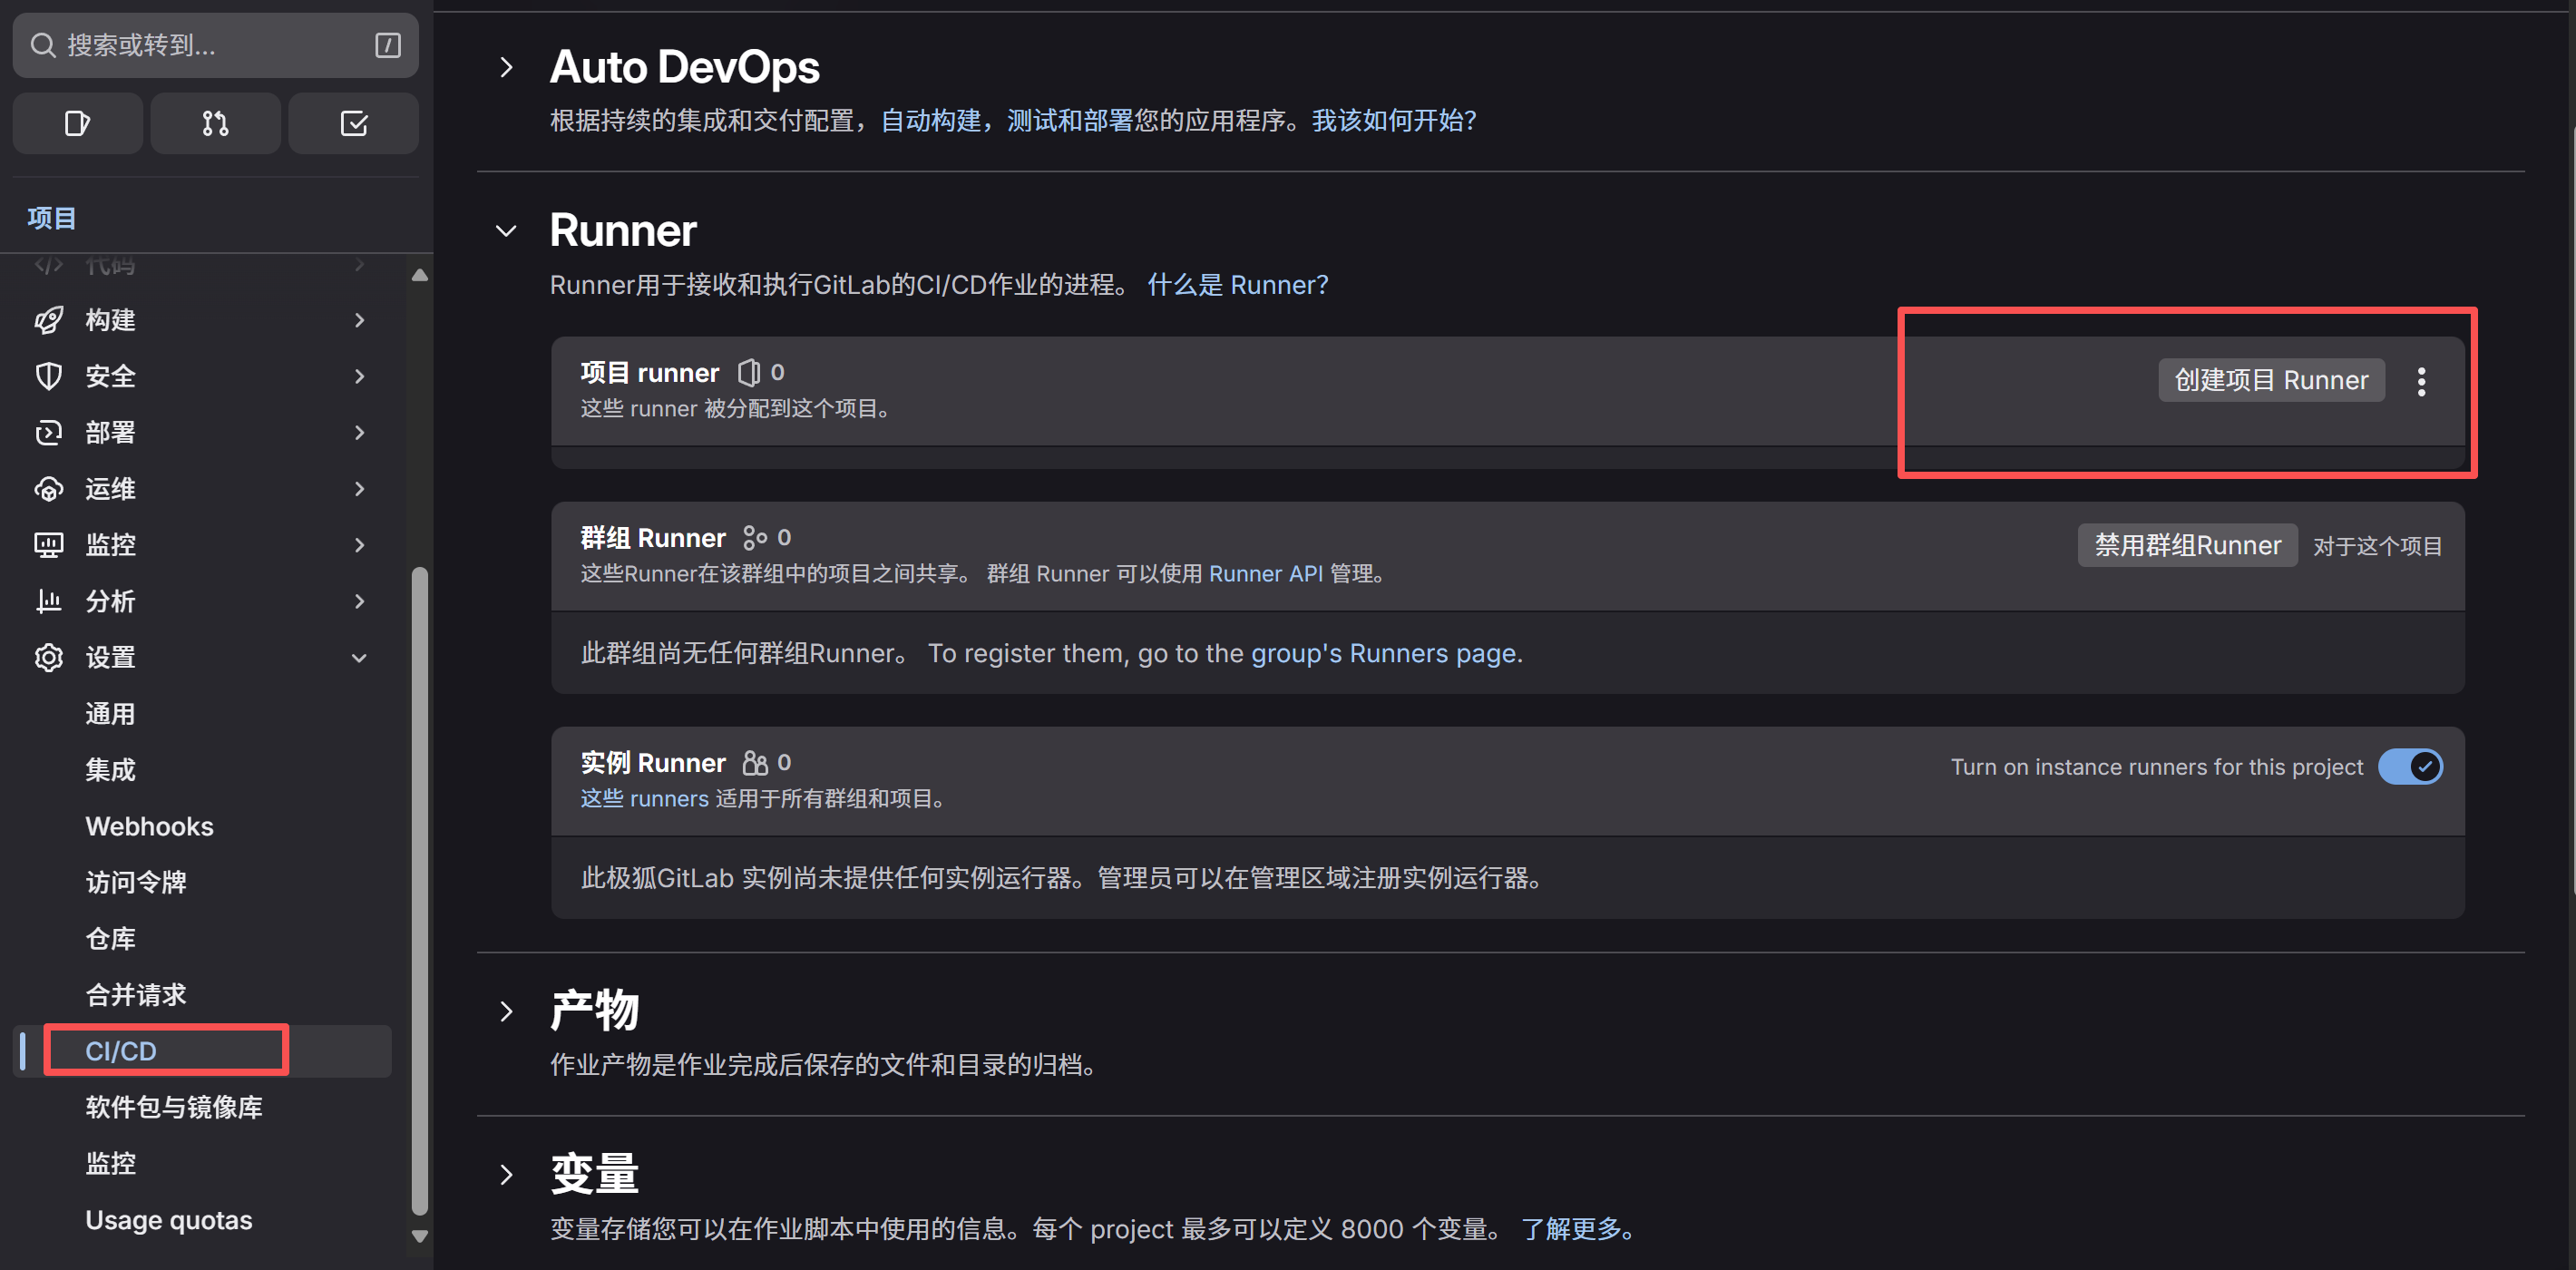 搜索或转到...
/
项目
代码
构建
安全
部署
运维
监控
分析
设置
通用
集成
Webhooks
访问令牌
仓库
合并请求
CI/CD
软件包与镜像库
监控
Usage quotas
Auto DevOps
根据持续的集成和交付配置，自动构建，测试和部署您的应用程序。我该如何开始?
Runner
Runner用于接收和执行GitLab的CI/CD作业的进程。 什么是 Runner?
项目 runner 0
创建项目 Runner
这些 runner 被分配到这个项目。
群组 Runner 0
禁用群组Runner 对于这个项目
这些Runner在该群组中的项目之间共享。 群组 Runner 可以使用 Runner API 管理。
此群组尚无任何群组Runner。 To register them, go to the group's Runners page.
实例 Runner 0
Turn on instance runners for this project
这些 runners 适用于所有群组和项目。
此极狐GitLab 实例尚未提供任何实例运行器。管理员可以在管理区域注册实例运行器。
产物
作业产物是作业完成后保存的文件和目录的归档。
变量
变量存储您可以在作业脚本中使用的信息。每个 project 最多可以定义 8000 个变量。 了解更多。